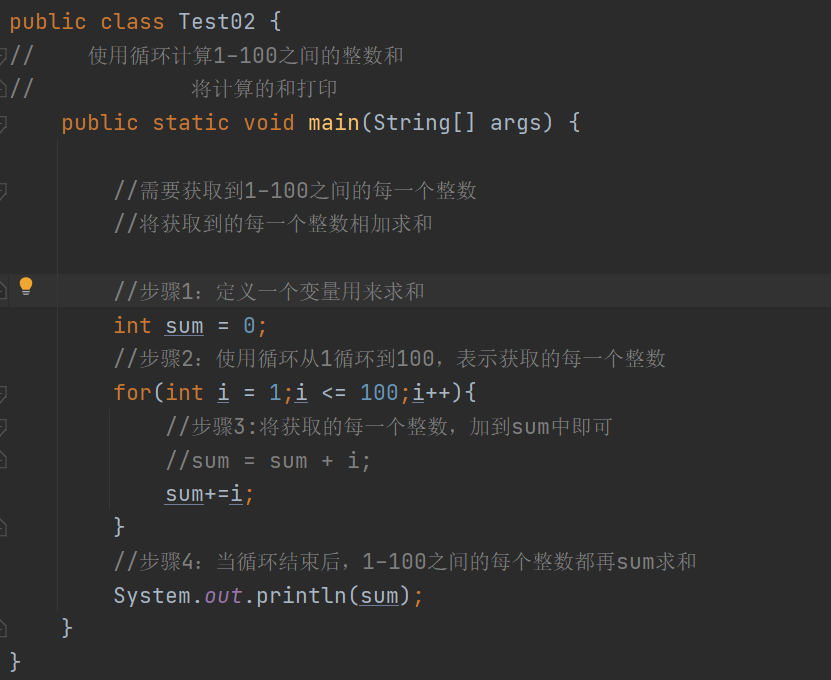 public class Test02 {
//    使用循环计算1-100之间的整数和
//            将计算的和打印
    public static void main(String[] args) {
        //需要获取到1-100之间的每一个整数
        //将获取到的每一个整数相加求和
        //步骤1：定义一个变量用来求和
        int sum = 0;
        //步骤2：使用循环从1循环到100，表示获取的每一个整数
        for(int i = 1;i <= 100;i++){
            //步骤3:将获取的每一个整数，加到sum中即可
            //sum = sum + i;
            sum+=i;
        }
        //步骤4：当循环结束后，1-100之间的每个整数都再sum求和
        System.out.println(sum);
    }
}